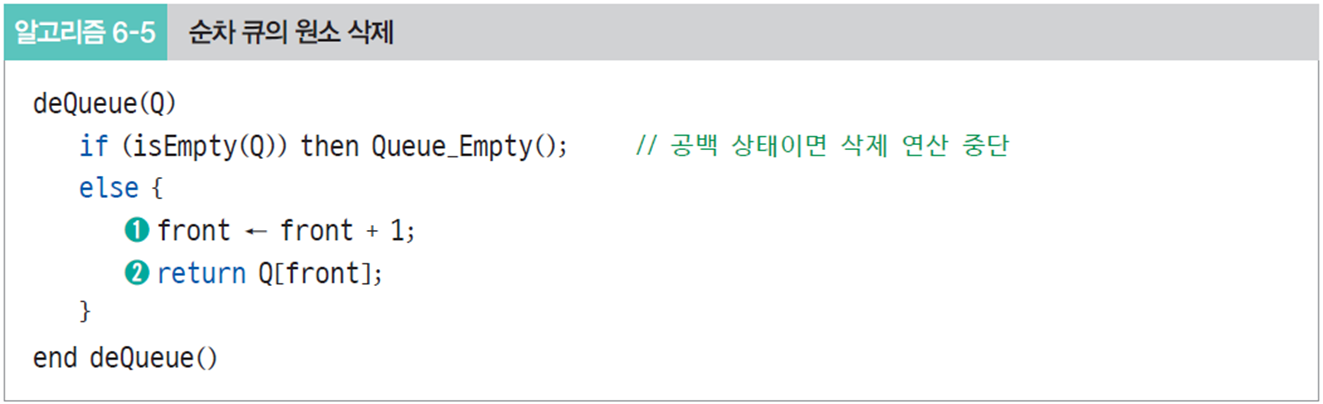 알고리즘 6-5 순차 큐의 원소 삭제
deQueue(Q)
if (isEmpty(Q)) then Queue_Empty(); // 공백 상태이면 삭제 연산 중단
else {
❶ front ← front + 1;
❷ return Q[front];
}
end deQueue()